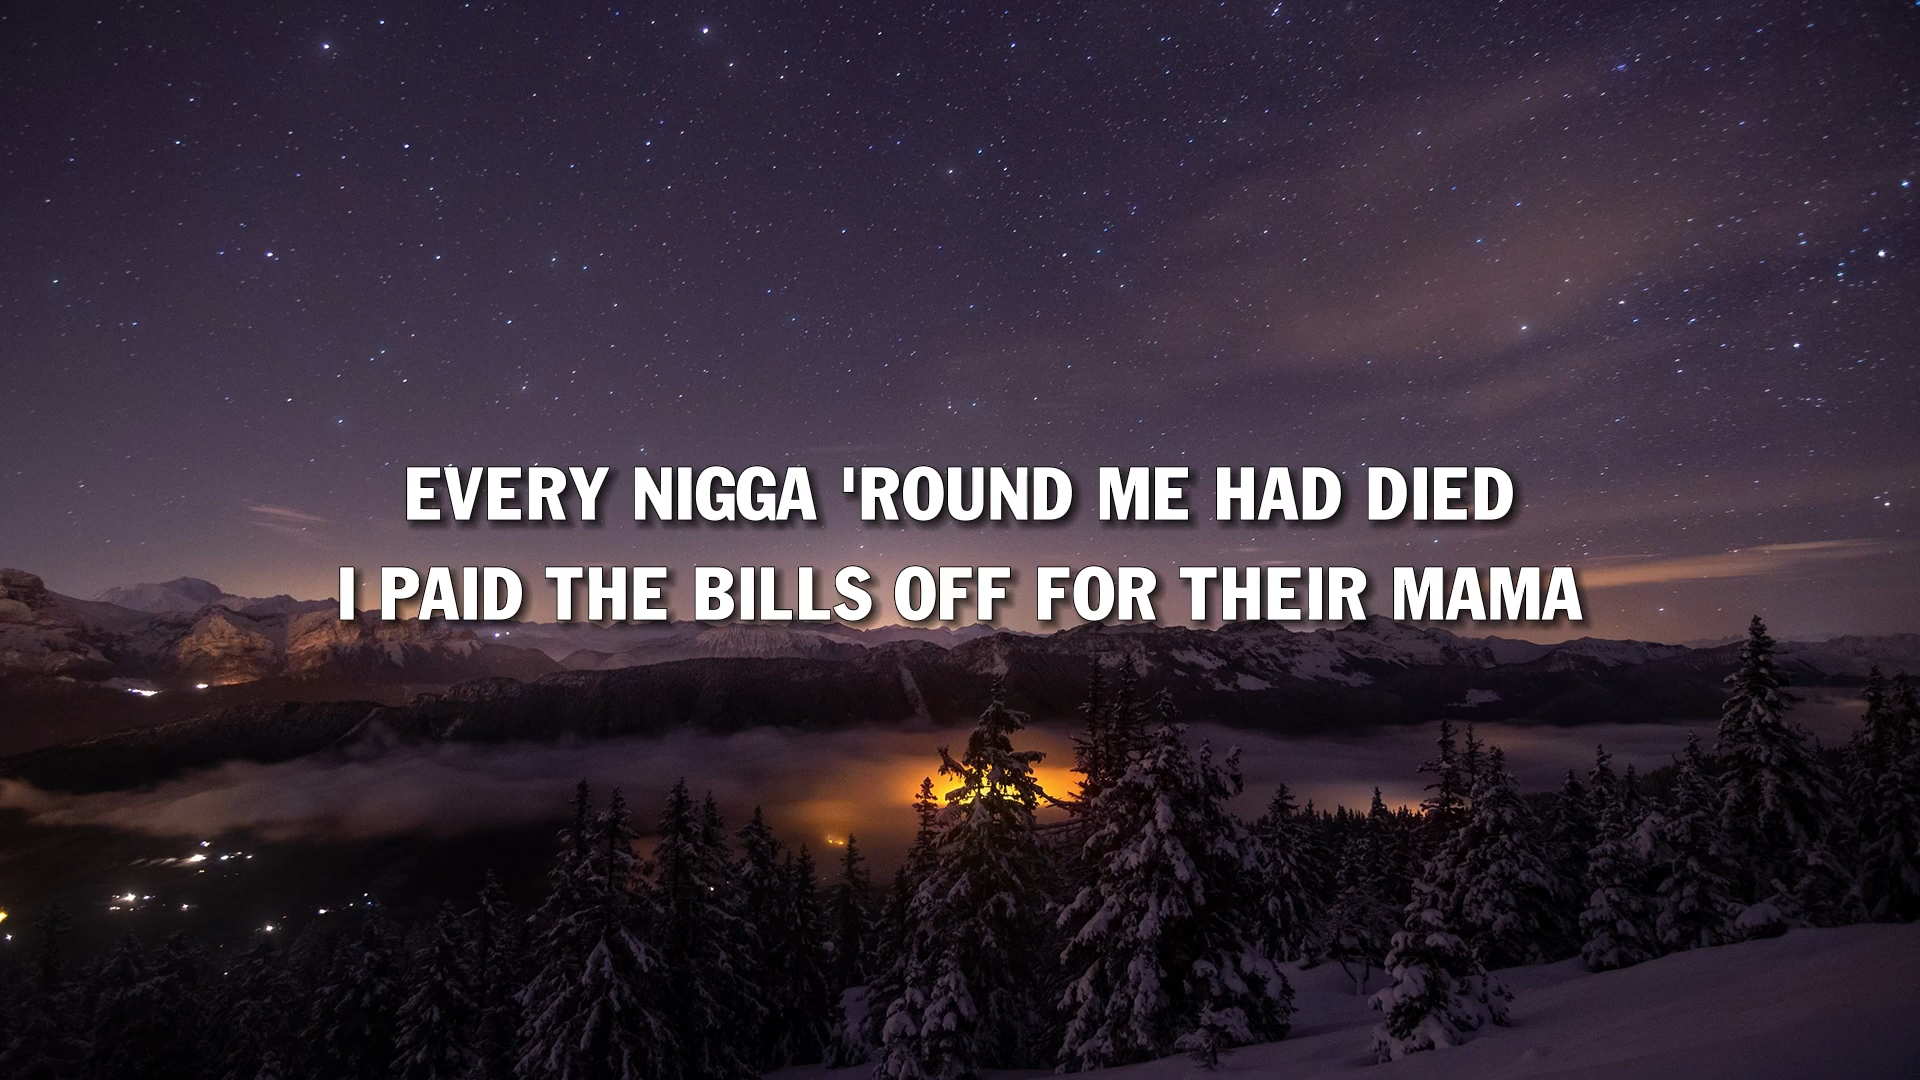 EVERY NIGGA 'ROUND ME HAD DIED
I PAID THE BILLS OFF FOR THEIR MAMA